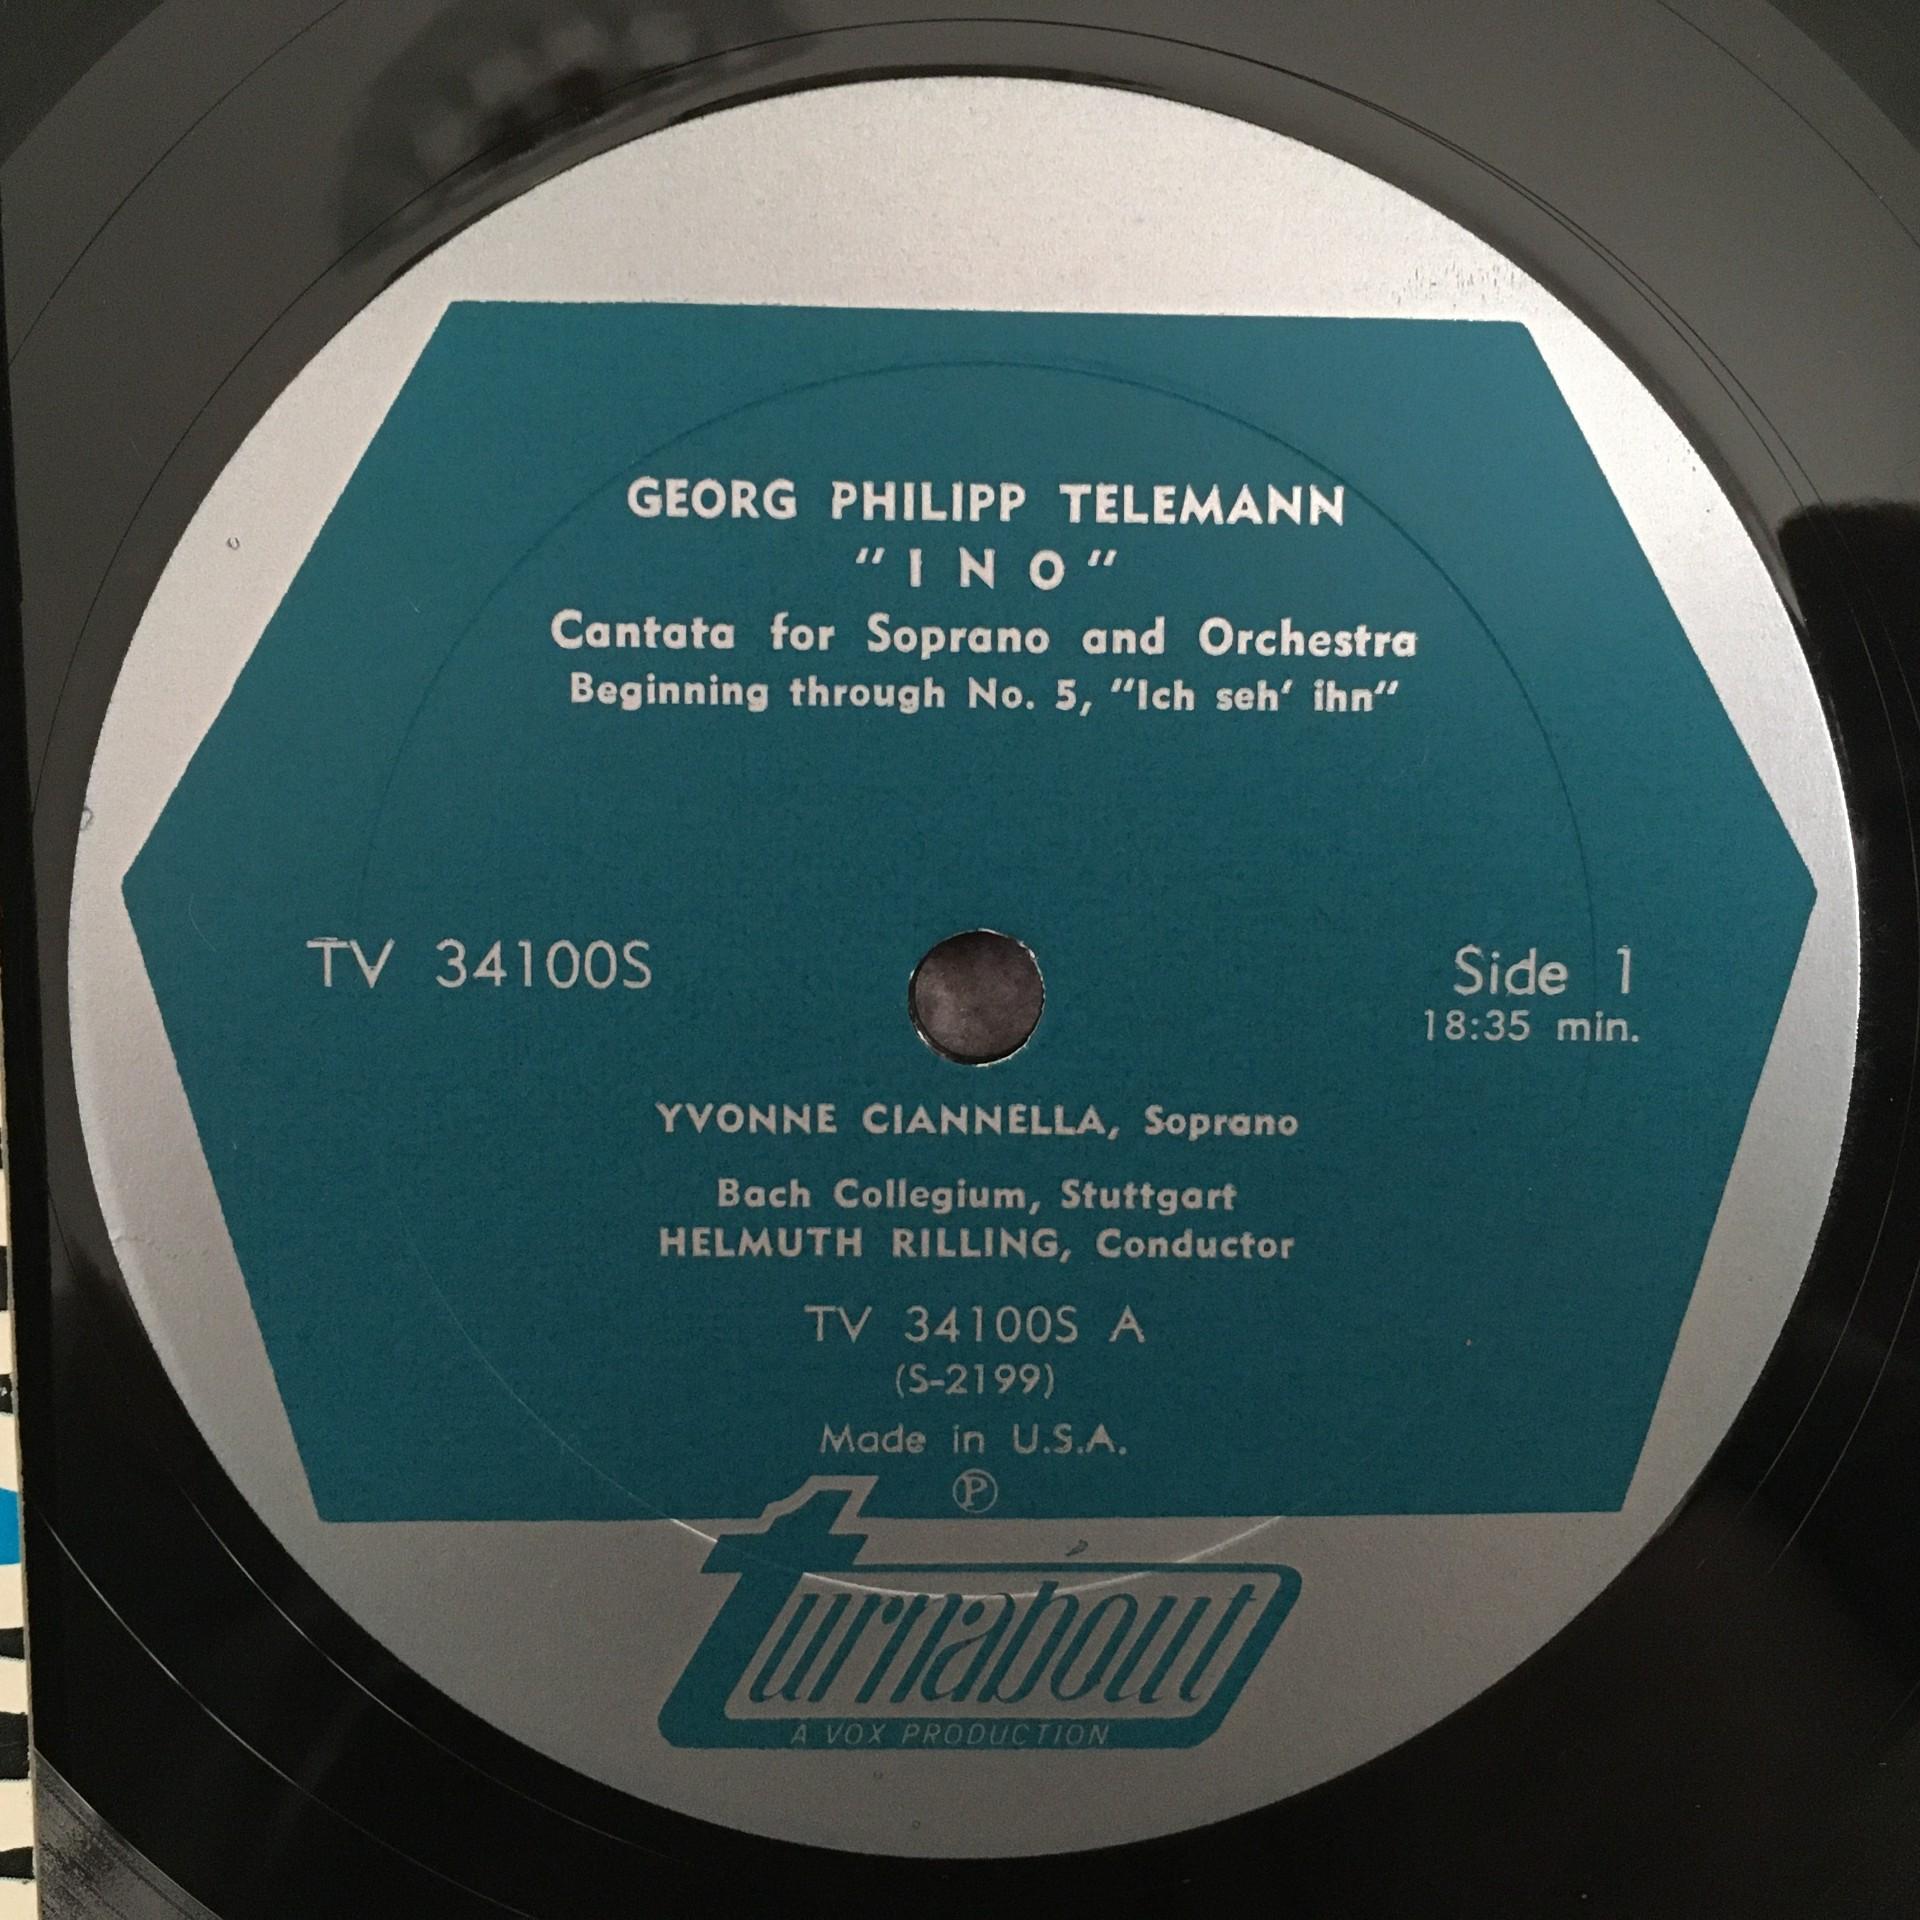 GEORG PHILIPP TELEMANN
"INO"
Cantata for Soprano and Orchestra
Beginning through No. 5, "Ich seh' ihn"
TV 34100S
Side 1
18:35 min.
YVONNE CIANNELLA, Soprano
Bach Collegium, Stuttgart
HELMUTH RILLING, Conductor
TV 34100S A
(S-2199)
Made in U.S.A.
Ⓟ
turnabout
A VOX PRODUCTION